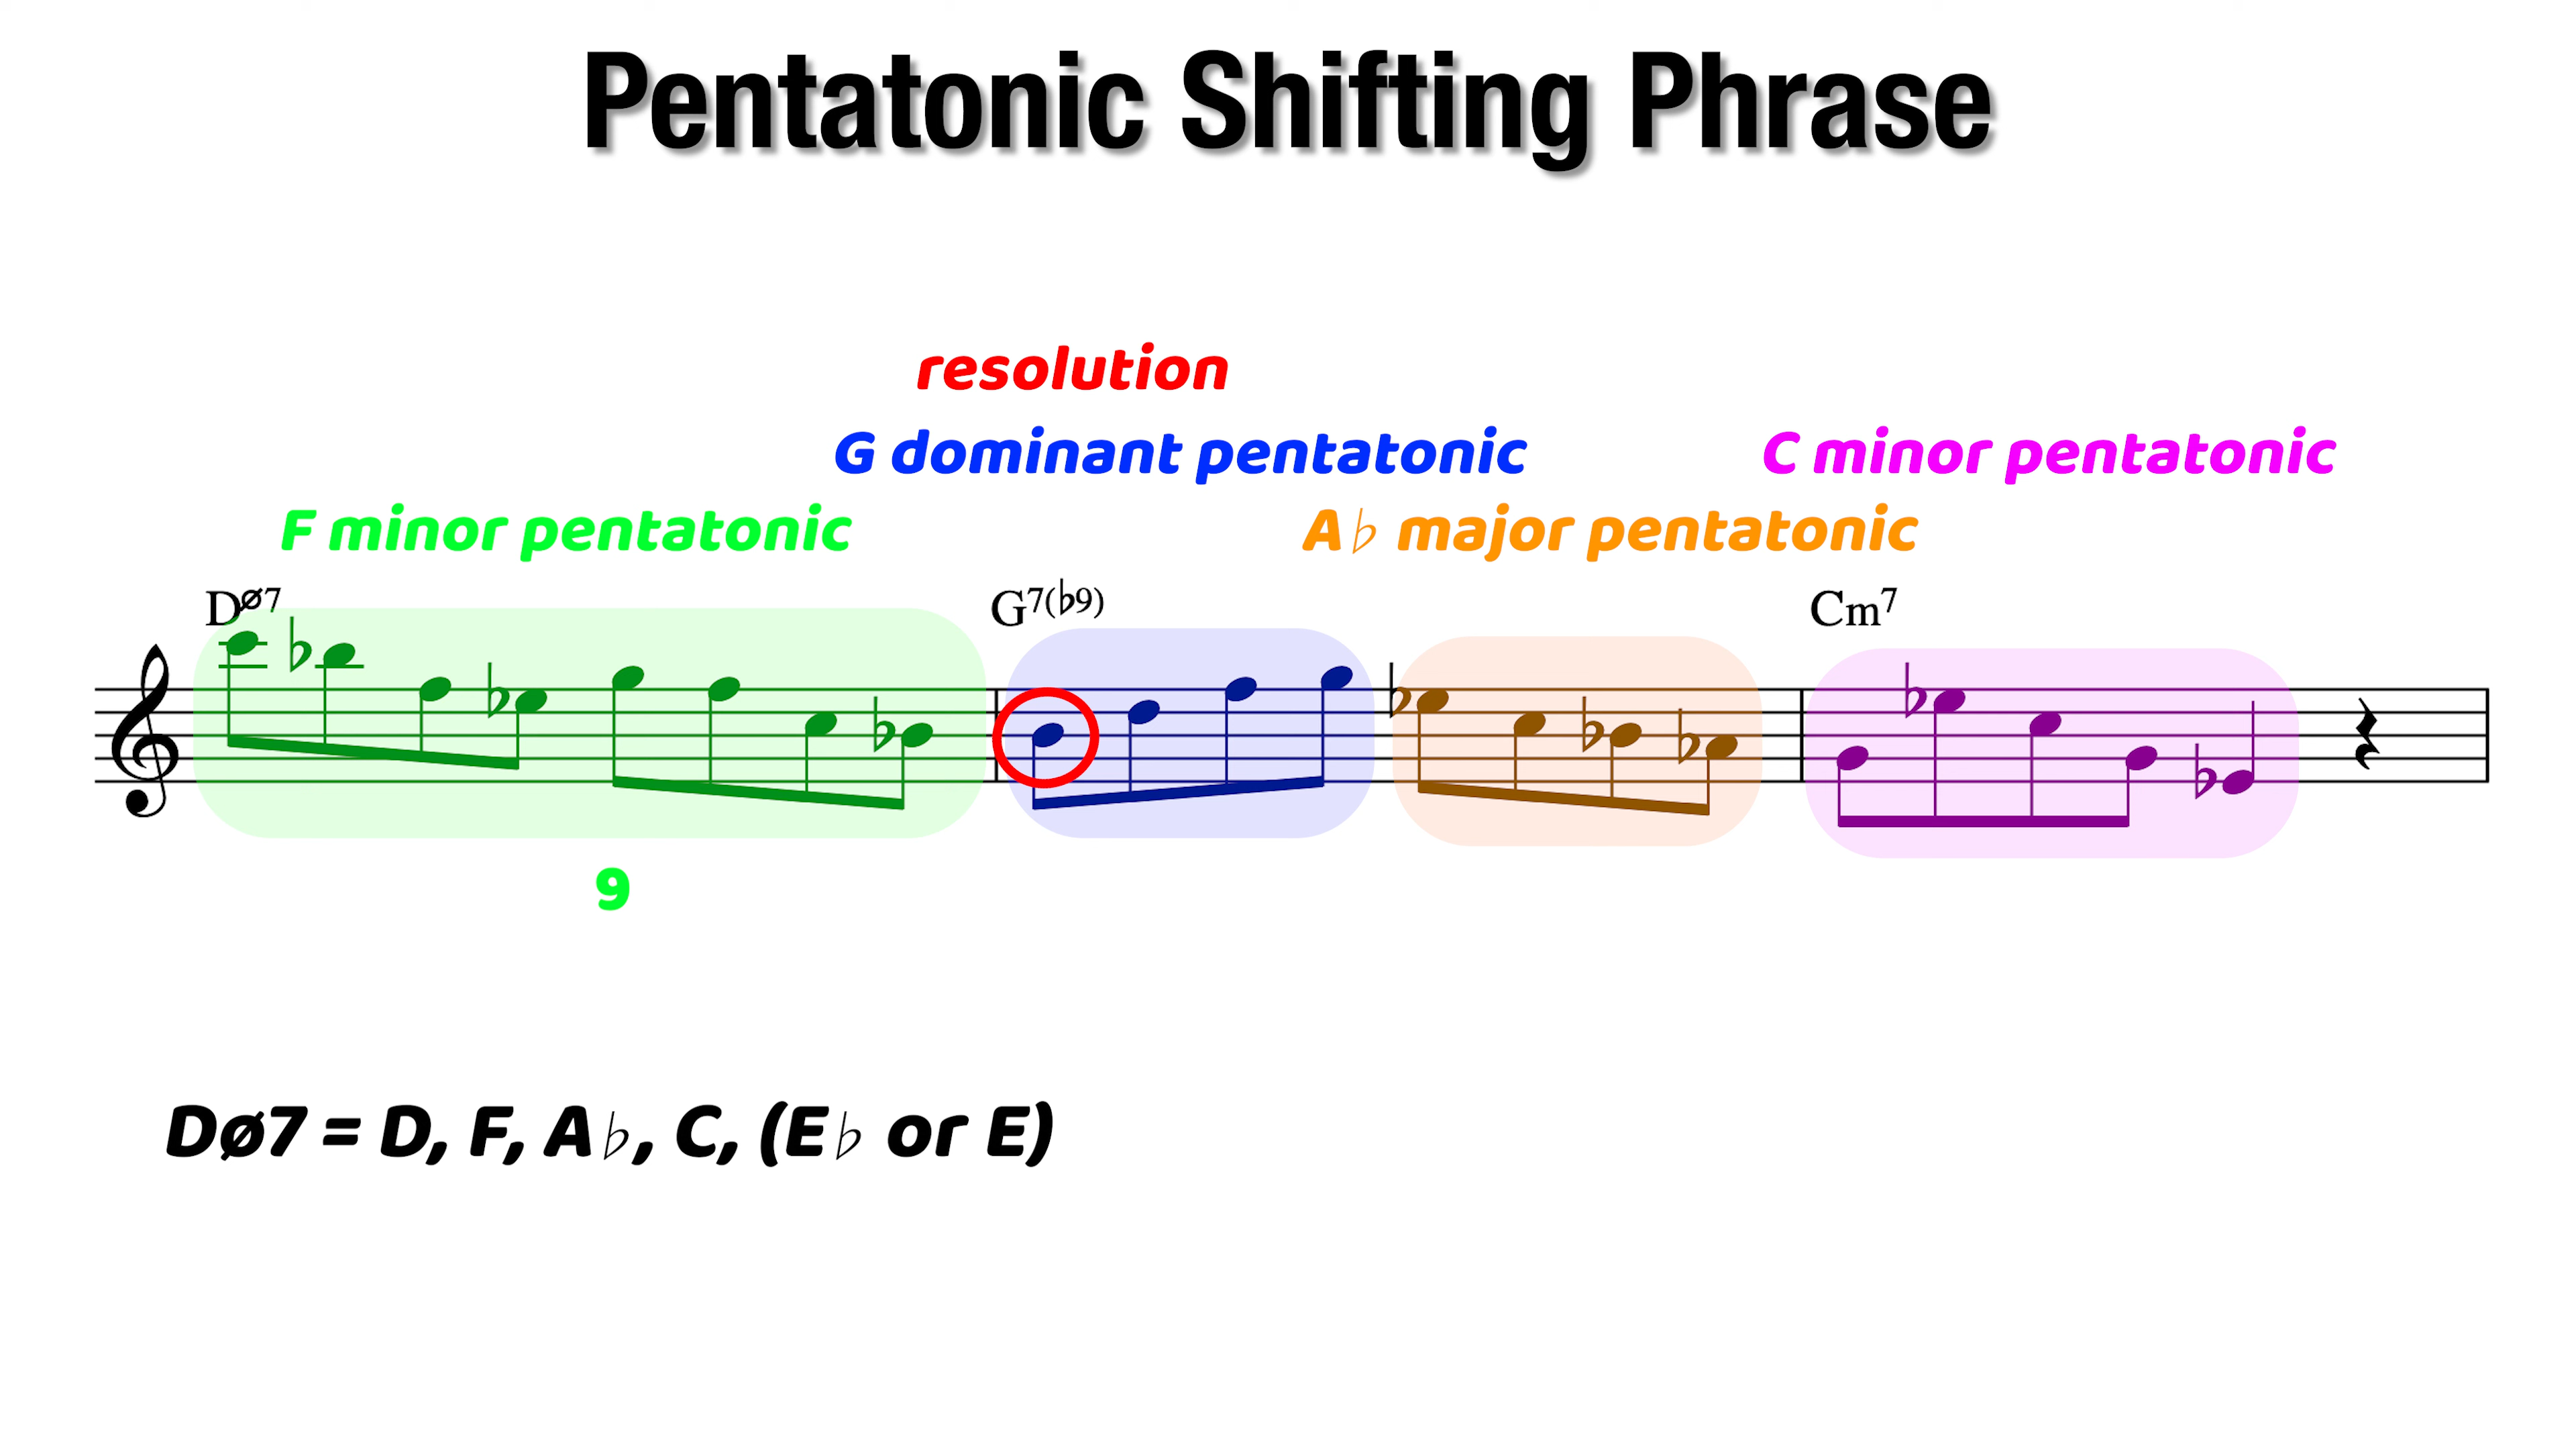 Pentatonic Shifting Phrase
resolution
G dominant pentatonic
C minor pentatonic
F minor pentatonic
A♭ major pentatonic
Dø7
G7(♭9)
Cm7
9
Dø7 = D, F, A♭, C, (E♭ or E)